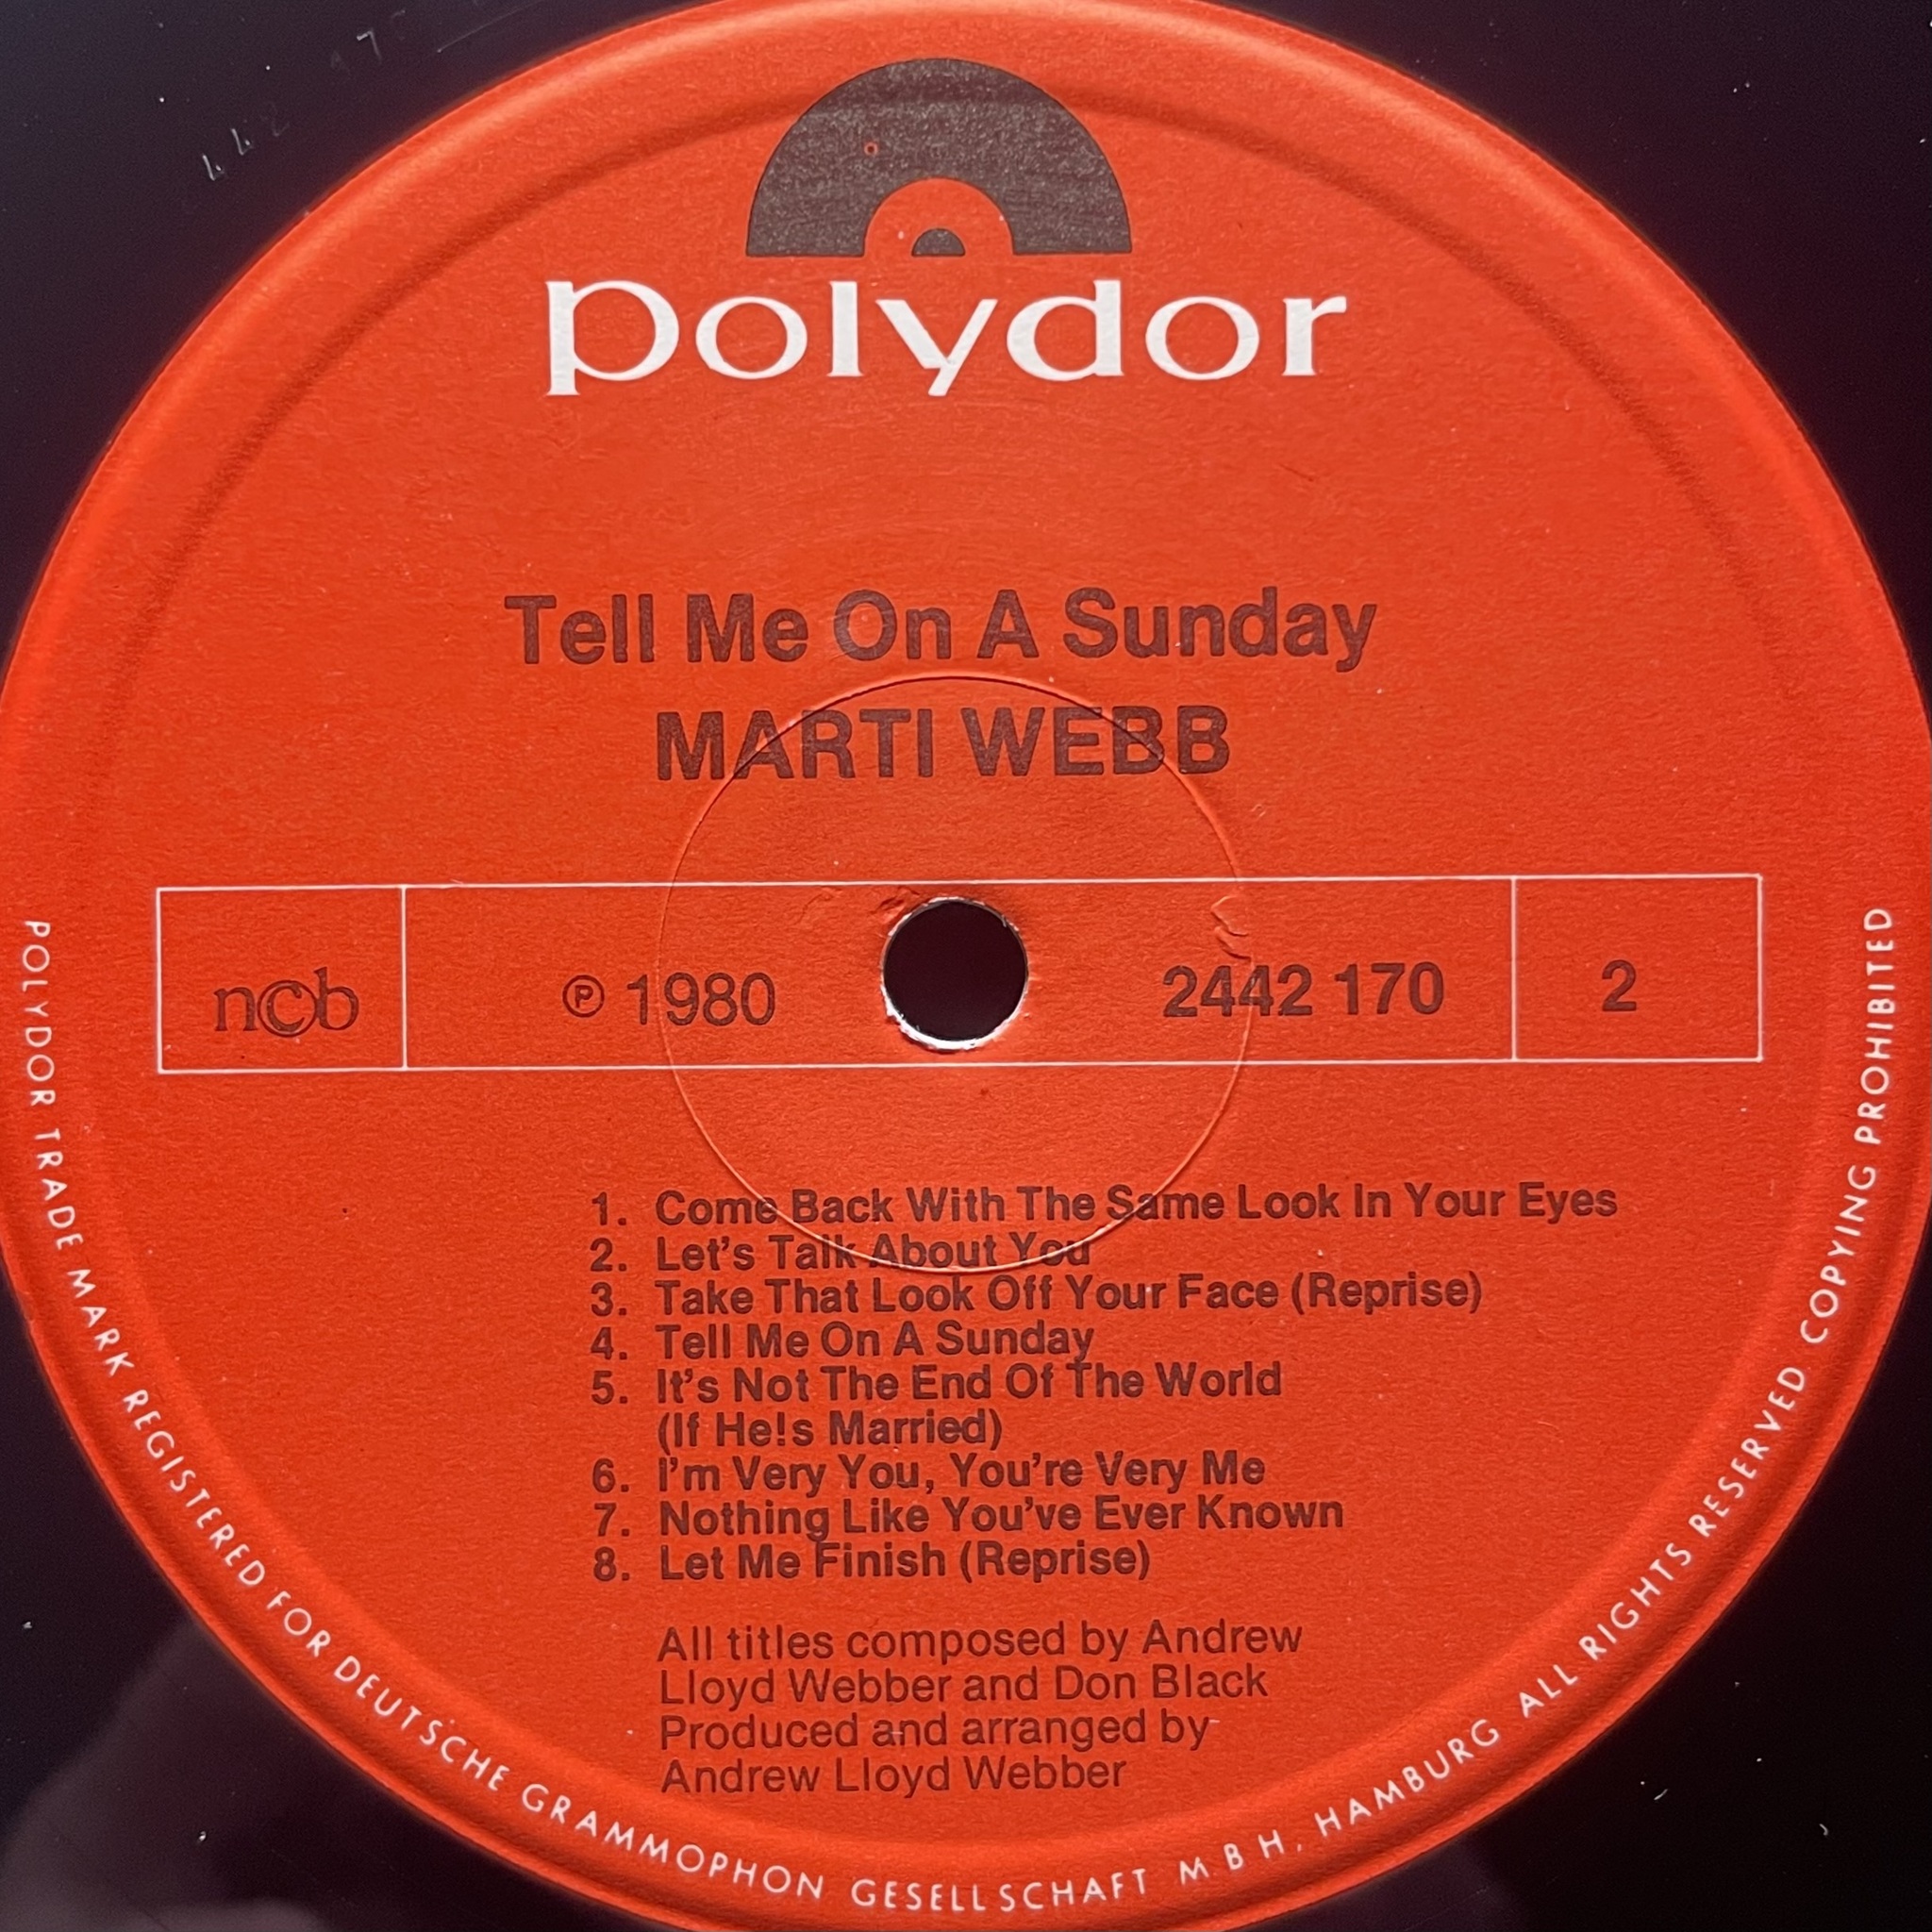 polydor
Tell Me On A Sunday
MARTI WEBB
ncb
℗ 1980
2442 170
2
1. Come Back With The Same Look In Your Eyes
2. Let's Talk About You
3. Take That Look Off Your Face (Reprise)
4. Tell Me On A Sunday
5. It's Not The End Of The World
(If He!s Married)
6. I'm Very You, You're Very Me
7. Nothing Like You've Ever Known
8. Let Me Finish (Reprise)
All titles composed by Andrew
Lloyd Webber and Don Black
Produced and arranged by
Andrew Lloyd Webber
POLYDOR TRADE MARK REGISTERED FOR DEUTSCHE GRAMMOPHON GESELLSCHAFT M B H, HAMBURG ALL RIGHTS RESERVED COPYING PROHIBITED